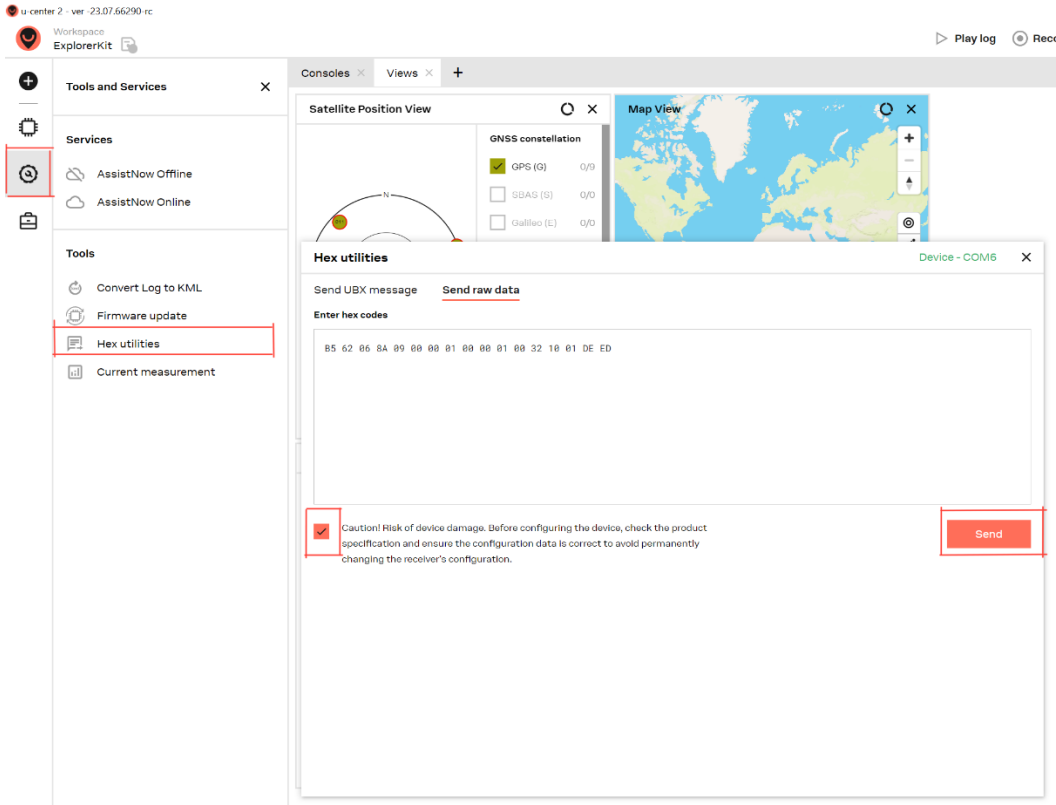 u-center 2 - ver -23.07.66290-rc
Workspace
ExplorerKit
Play log
Reco
Tools and Services
Services
AssistNow Offline
AssistNow Online
Tools
Convert Log to KML
Firmware update
Hex utilities
Current measurement
Consoles
Views
Satellite Position View
GNSS constellation
GPS (G) 0/9
SBAS (S) 0/0
Galileo (E) 0/0
N
Map View
Hex utilities
Device - COM6
Send UBX message
Send raw data
Enter hex codes
B5 62 06 8A 09 00 00 01 00 00 01 00 32 10 01 DE ED
Caution! Risk of device damage. Before configuring the device, check the product
specification and ensure the configuration data is correct to avoid permanently
changing the receiver's configuration.
Send